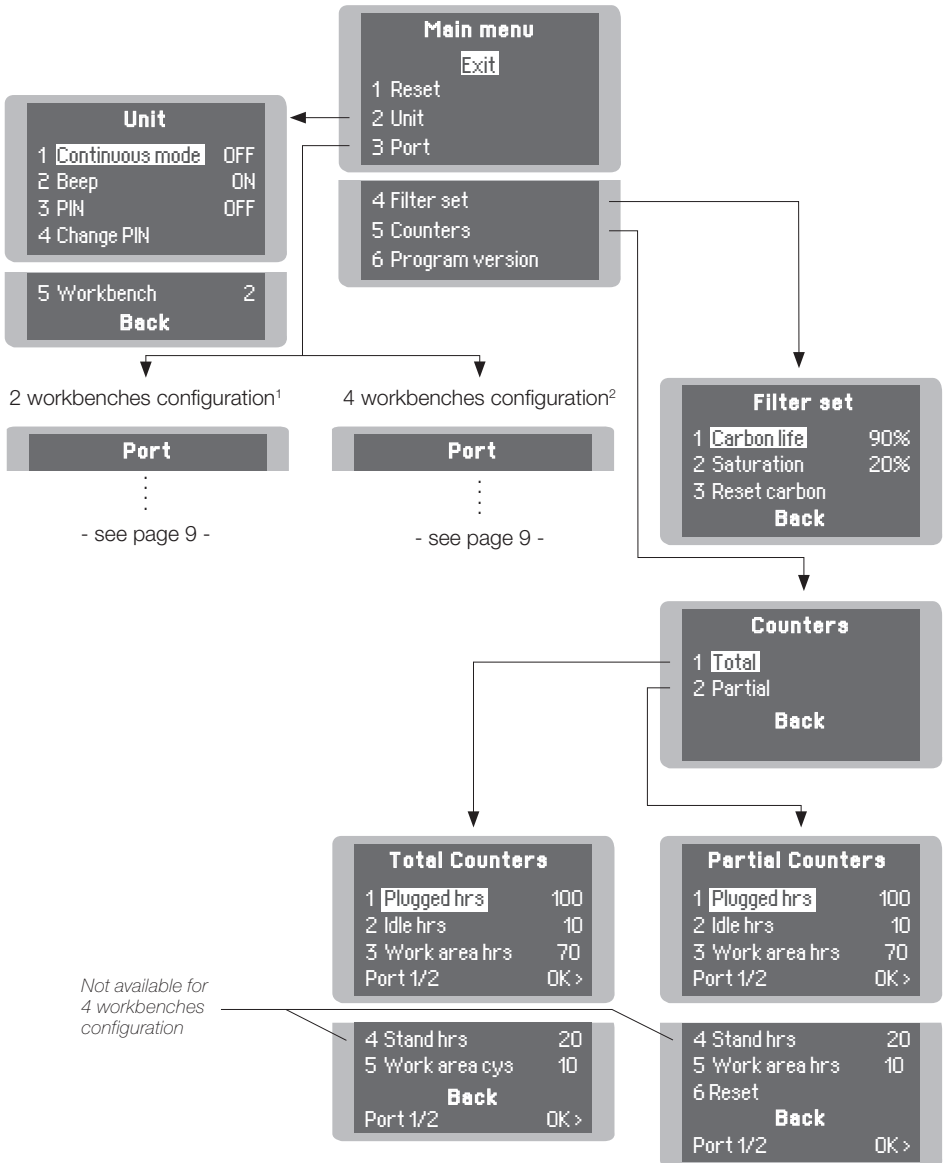 Main menu
Exit
1 Reset
2 Unit
3 Port
4 Filter set
5 Counters
6 Program version
Unit
1 Continuous mode OFF
2 Beep ON
3 PIN OFF
4 Change PIN
5 Workbench 2
Back
2 workbenches configuration¹
Port
- see page 9 -
4 workbenches configuration²
Port
- see page 9 -
Filter set
1 Carbon life 90%
2 Saturation 20%
3 Reset carbon
Back
Counters
1 Total
2 Partial
Back
Total Counters
1 Plugged hrs 100
2 Idle hrs 10
3 Work area hrs 70
Port 1/2 OK >
4 Stand hrs 20
5 Work area cys 10
Back
Port 1/2 OK >
Partial Counters
1 Plugged hrs 100
2 Idle hrs 10
3 Work area hrs 70
Port 1/2 OK >
4 Stand hrs 20
5 Work area hrs 10
6 Reset
Back
Port 1/2 OK >
Not available for
4 workbenches
configuration